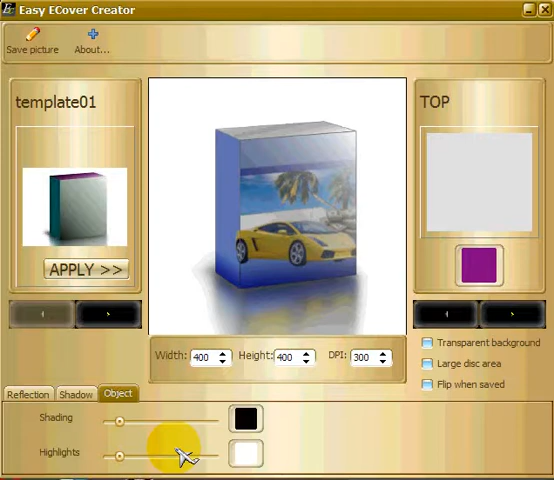 Easy ECover Creator
Save picture
About...
template01
APPLY >>
TOP
Width: 400 Height: 400 DPI: 300
Transparent background
Large disc area
Flip when saved
Reflection Shadow Object
Shading
Highlights